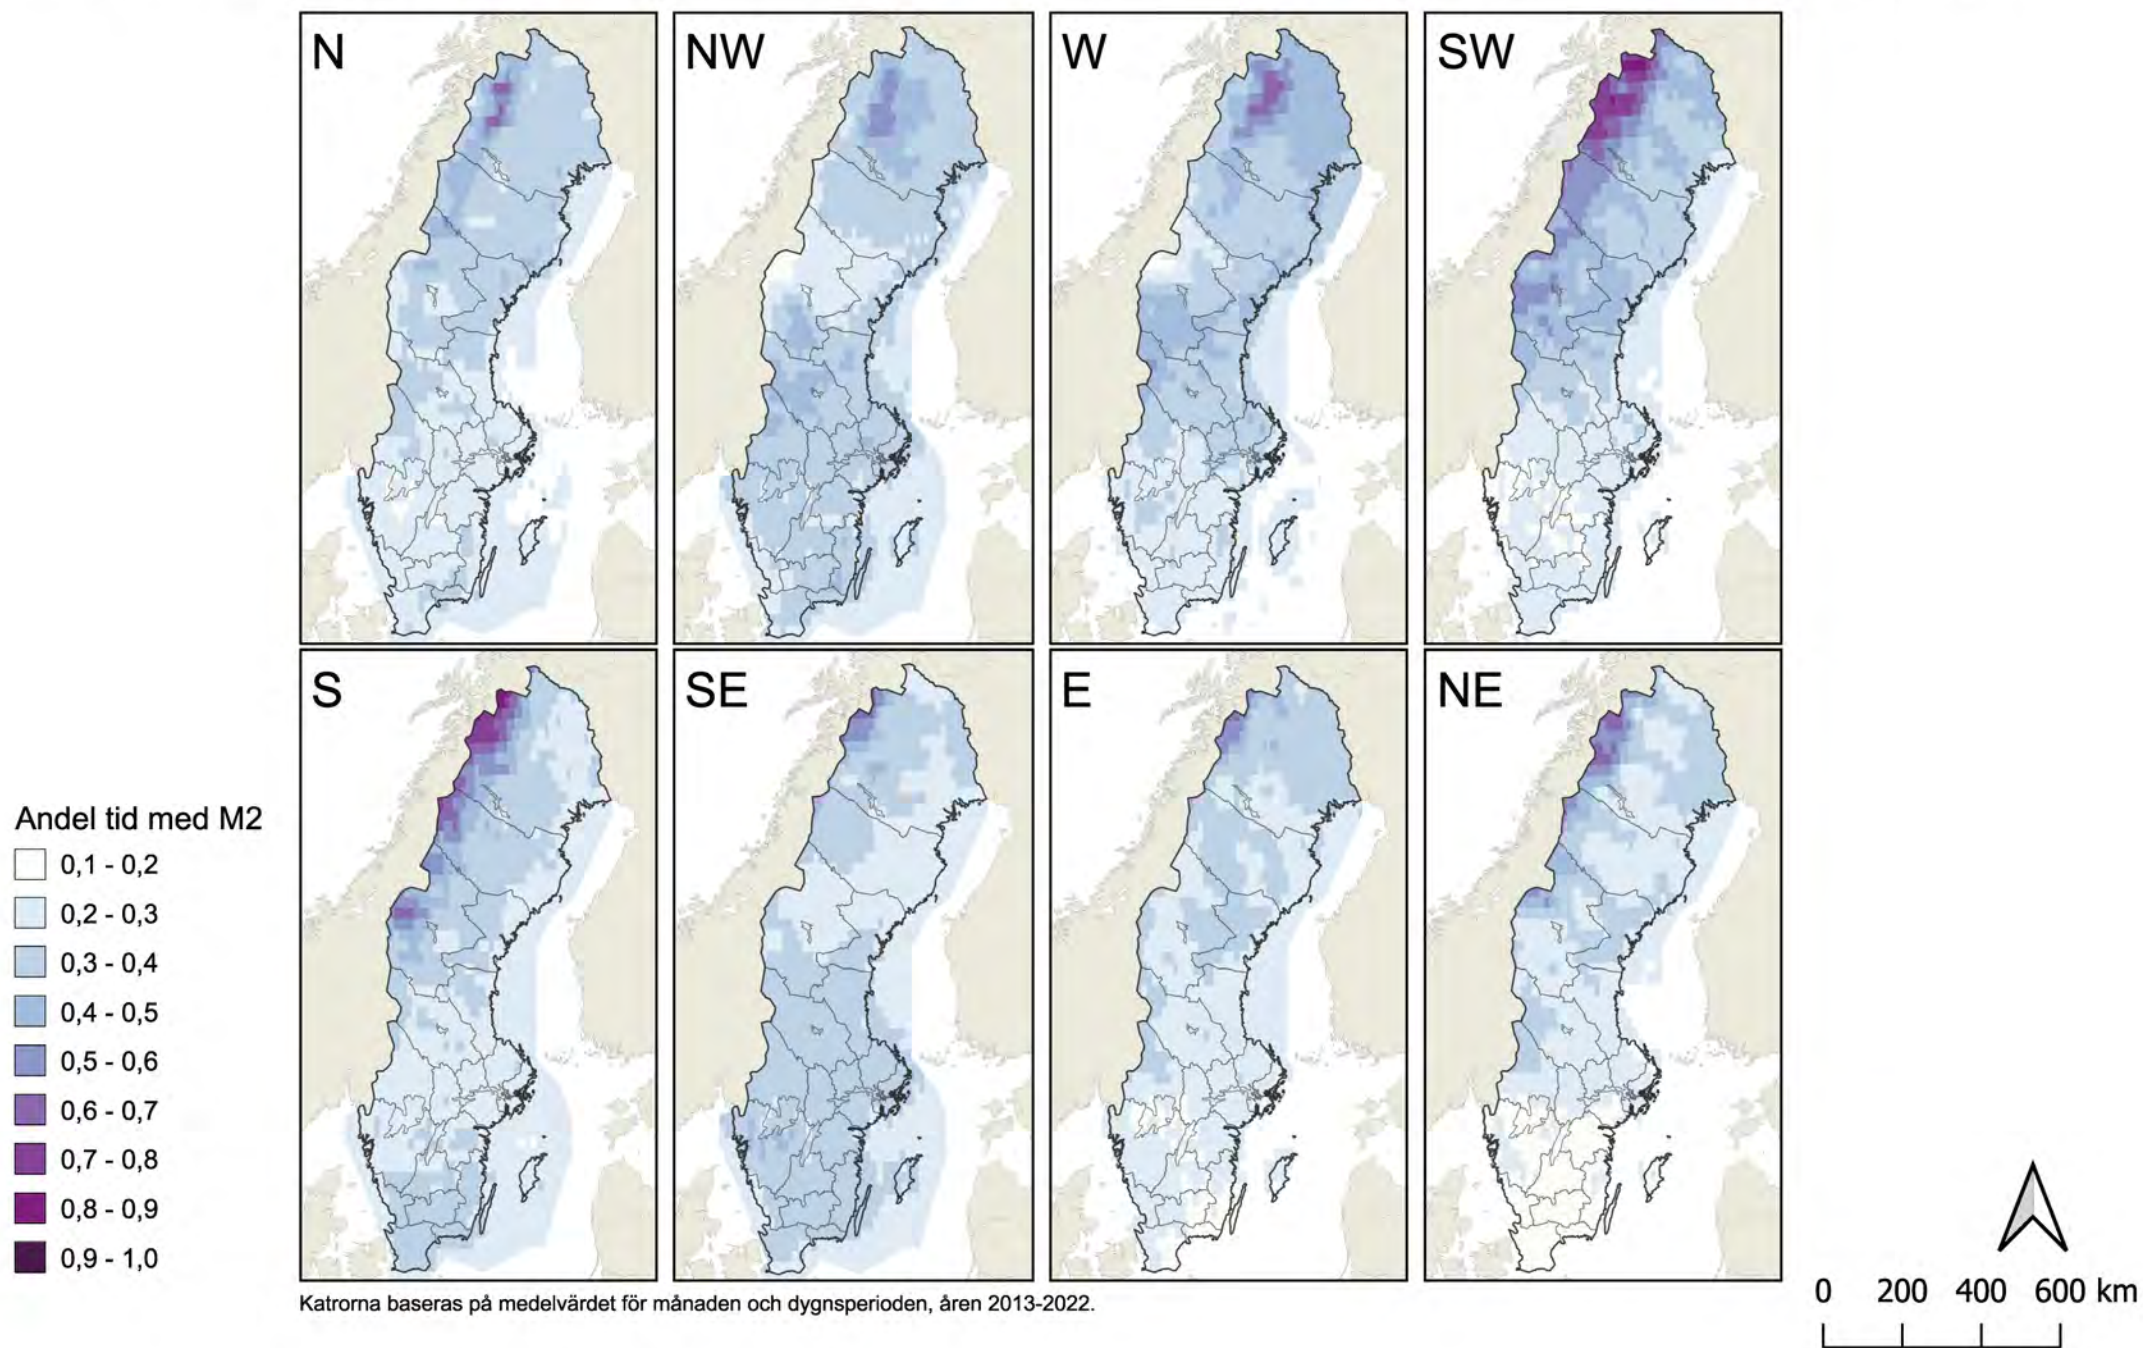 N
NW
W
SW
S
SE
E
NE
Andel tid med M2
0,1 - 0,2
0,2 - 0,3
0,3 - 0,4
0,4 - 0,5
0,5 - 0,6
0,6 - 0,7
0,7 - 0,8
0,8 - 0,9
0,9 - 1,0
Katrorna baseras på medelvärdet för månaden och dygnsperioden, åren 2013-2022.
0 200 400 600 km